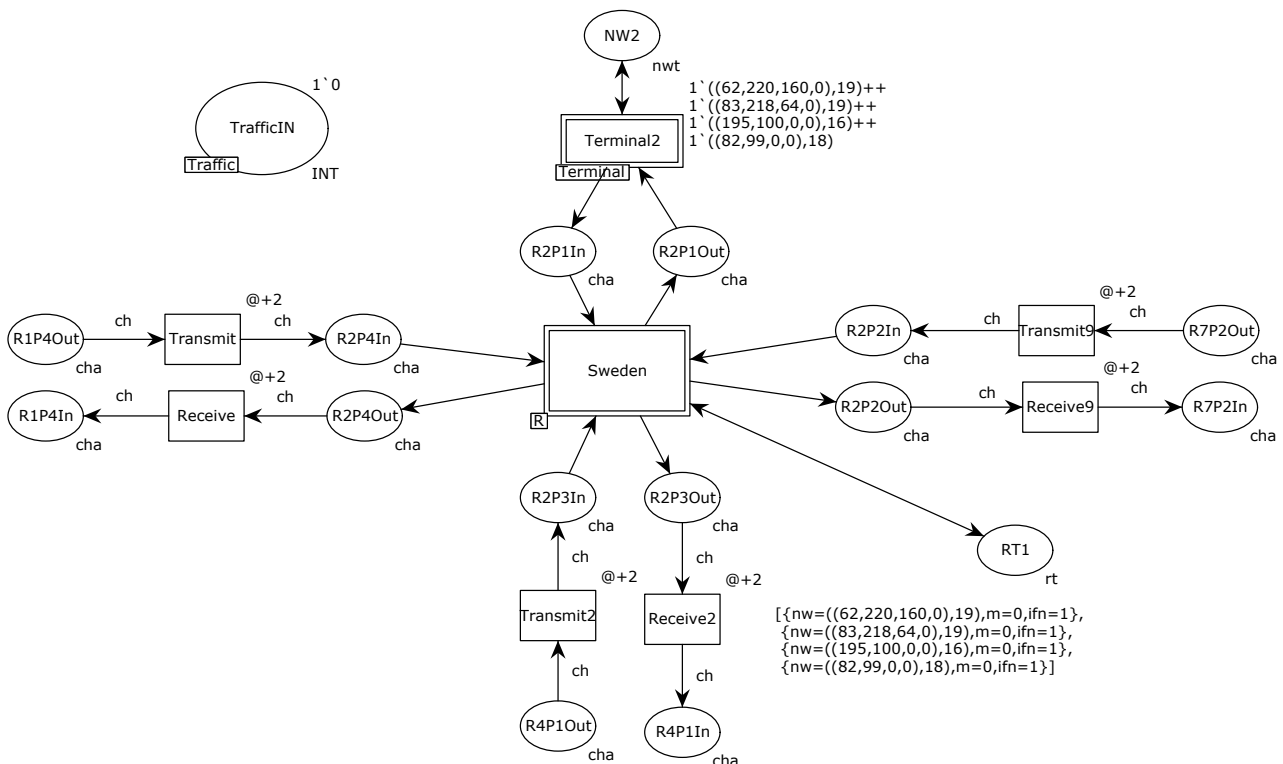 NW2
nwt
1`0
TrafficIN
Traffic
INT
1`((62,220,160,0),19)++
1`((83,218,64,0),19)++
1`((195,100,0,0),16)++
1`((82,99,0,0),18)
Terminal2
Terminal
R2P1In
cha
R2P1Out
cha
R1P4Out
cha
ch
Transmit
@+2
ch
R2P4In
cha
R1P4In
cha
ch
Receive
@+2
ch
R2P4Out
cha
Sweden
R
R2P2In
cha
ch
Transmit9
@+2
ch
R7P2Out
cha
R2P2Out
cha
ch
Receive9
@+2
ch
R7P2In
cha
R2P3In
cha
R2P3Out
cha
ch
@+2
Transmit2
ch
R4P1Out
cha
ch
@+2
Receive2
ch
R4P1In
cha
RT1
rt
[{nw=((62,220,160,0),19),m=0,ifn=1},
{nw=((83,218,64,0),19),m=0,ifn=1},
{nw=((195,100,0,0),16),m=0,ifn=1},
{nw=((82,99,0,0),18),m=0,ifn=1}]